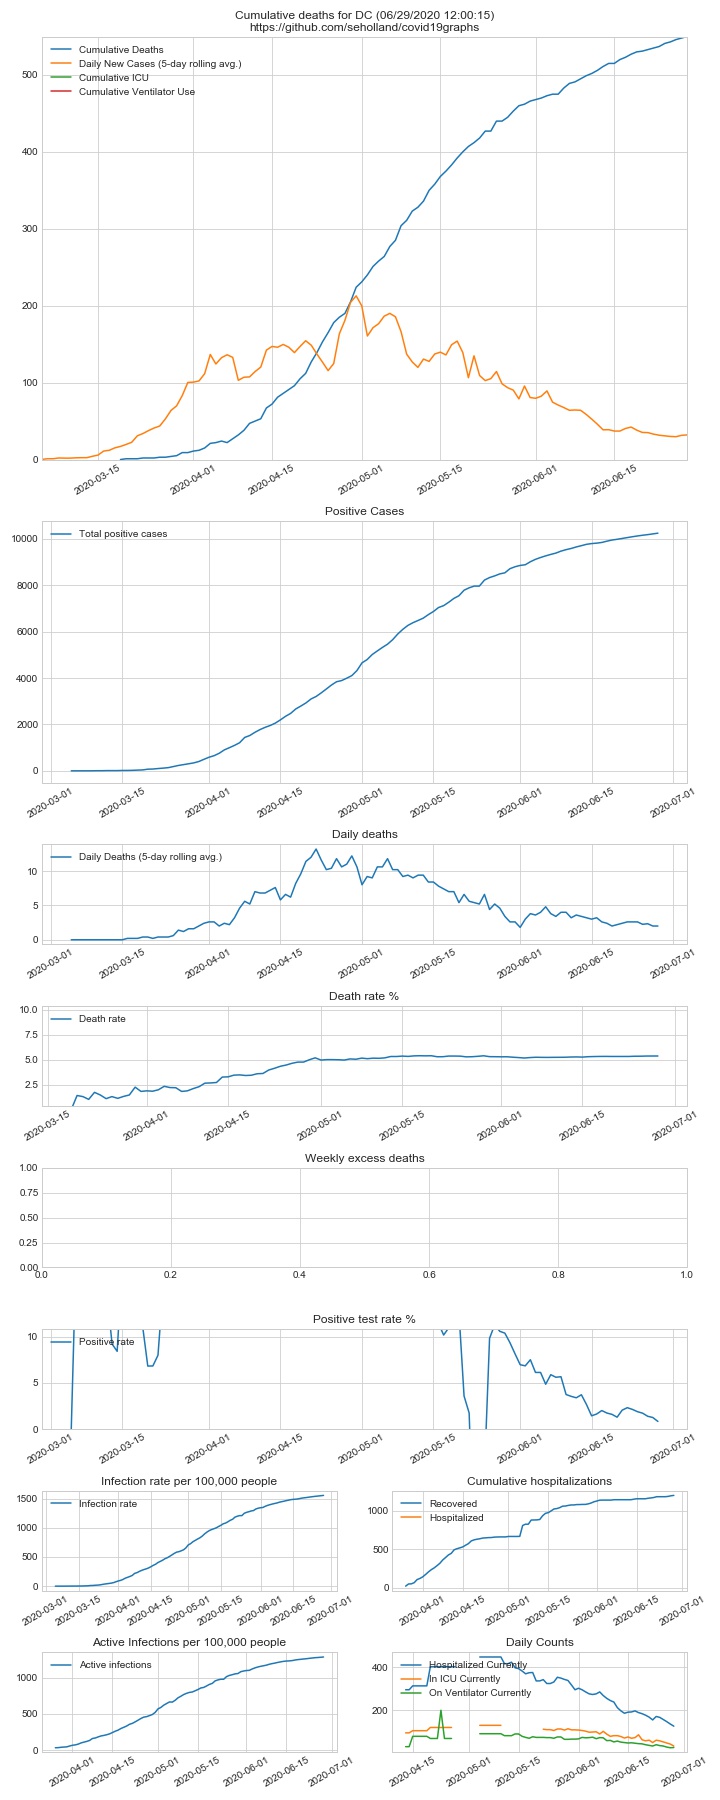 Cumulative deaths for DC (06/29/2020 12:00:15)
https://github.com/seholland/covid19graphs
Cumulative Deaths
Daily New Cases (5-day rolling avg.)
Cumulative ICU
Cumulative Ventilator Use
500
400
300
200
100
0
2020-03-15 2020-04-01 2020-04-15 2020-05-01 2020-05-15 2020-06-01 2020-06-15
Positive Cases
Total positive cases
10000
8000
6000
4000
2000
0
2020-03-01 2020-03-15 2020-04-01 2020-04-15 2020-05-01 2020-05-15 2020-06-01 2020-06-15 2020-07-01
Daily deaths
Daily Deaths (5-day rolling avg.)
10
5
0
2020-03-01 2020-03-15 2020-04-01 2020-04-15 2020-05-01 2020-05-15 2020-06-01 2020-06-15 2020-07-01
Death rate %
Death rate
10.0
7.5
5.0
2.5
2020-03-15 2020-04-01 2020-04-15 2020-05-01 2020-05-15 2020-06-01 2020-06-15 2020-07-01
Weekly excess deaths
1.00
0.75
0.50
0.25
0.00
0.0 0.2 0.4 0.6 0.8 1.0
Positive test rate %
Positive rate
10
5
0
2020-03-01 2020-03-15 2020-04-01 2020-04-15 2020-05-01 2020-05-15 2020-06-01 2020-06-15 2020-07-01
Infection rate per 100,000 people
Infection rate
1500
1000
500
0
2020-03-01 2020-03-15 2020-04-01 2020-04-15 2020-05-01 2020-05-15 2020-06-01 2020-06-15 2020-07-01
Cumulative hospitalizations
Recovered
Hospitalized
1000
500
0
2020-04-01 2020-04-15 2020-05-01 2020-05-15 2020-06-01 2020-06-15 2020-07-01
Active Infections per 100,000 people
Active infections
1000
500
0
2020-04-01 2020-04-15 2020-05-01 2020-05-15 2020-06-01 2020-06-15 2020-07-01
Daily Counts
Hospitalized Currently
In ICU Currently
On Ventilator Currently
400
200
2020-04-15 2020-05-01 2020-05-15 2020-06-01 2020-06-15 2020-07-01